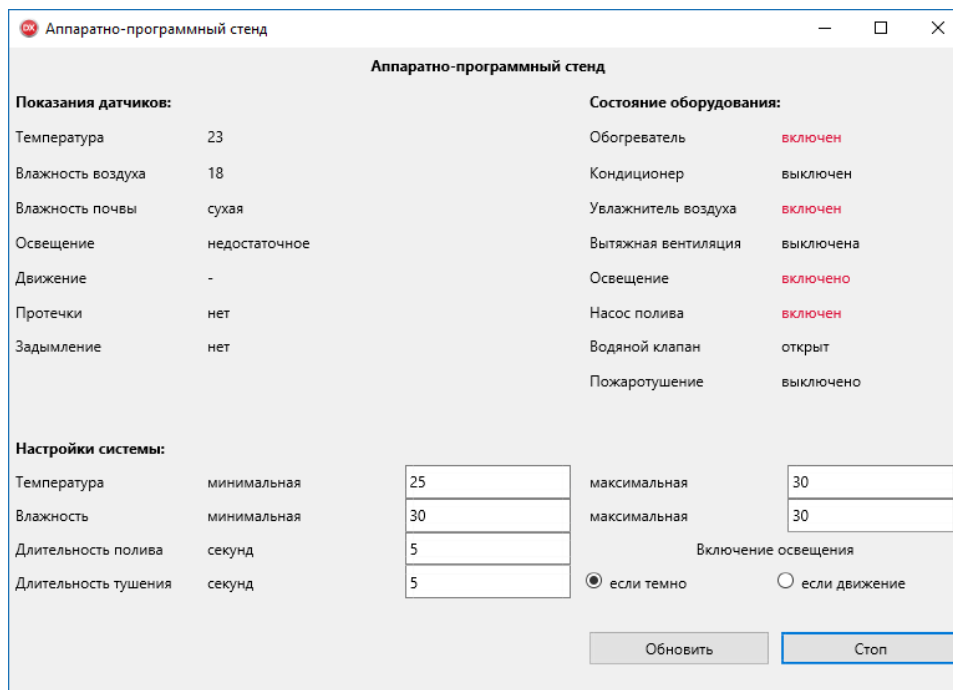 Аппаратно-программный стенд
Аппаратно-программный стенд
Показания датчиков: Состояние оборудования:
Температура 23 Обогреватель включен
Влажность воздуха 18 Кондиционер выключен
Влажность почвы сухая Увлажнитель воздуха включен
Освещение недостаточное Вытяжная вентиляция выключена
Движение - Освещение включено
Протечки нет Насос полива включен
Задымление нет Водяной клапан открыт
Пожаротушение выключено
Настройки системы:
Температура минимальная 25 максимальная 30
Влажность минимальная 30 максимальная 30
Длительность полива секунд 5 Включение освещения
Длительность тушения секунд 5 если темно если движение
Обновить Стоп